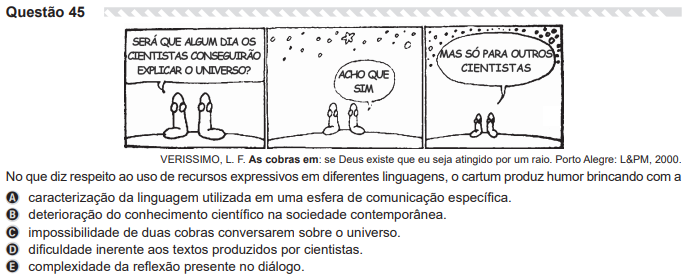 Questão 45
SERÁ QUE ALGUM DIA OS
CIENTISTAS CONSEGUIRÃO
EXPLICAR O UNIVERSO?
ACHO QUE
SIM
MAS SÓ PARA OUTROS
CIENTISTAS
VERISSIMO, L. F. As cobras em: se Deus existe que eu seja atingido por um raio. Porto Alegre: L&PM, 2000.
No que diz respeito ao uso de recursos expressivos em diferentes linguagens, o cartum produz humor brincando com a
A caracterização da linguagem utilizada em uma esfera de comunicação específica.
B deterioração do conhecimento científico na sociedade contemporânea.
C impossibilidade de duas cobras conversarem sobre o universo.
D dificuldade inerente aos textos produzidos por cientistas.
E complexidade da reflexão presente no diálogo.